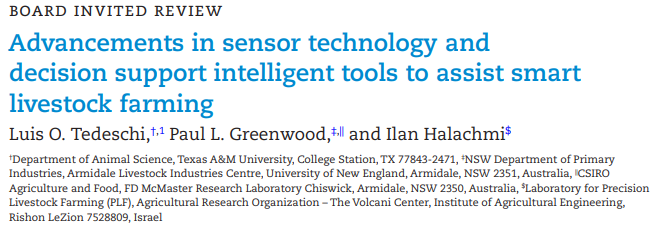 BOARD INVITED REVIEW
Advancements in sensor technology and
decision support intelligent tools to assist smart
livestock farming
Luis O. Tedeschi,†,1 Paul L. Greenwood,‡,|| and Ilan Halachmi$
†Department of Animal Science, Texas A&M University, College Station, TX 77843-2471, ‡NSW Department of Primary
Industries, Armidale Livestock Industries Centre, University of New England, Armidale, NSW 2351, Australia, ||CSIRO
Agriculture and Food, FD McMaster Research Laboratory Chiswick, Armidale, NSW 2350, Australia, $Laboratory for Precision
Livestock Farming (PLF), Agricultural Research Organization – The Volcani Center, Institute of Agricultural Engineering,
Rishon LeZion 7528809, Israel